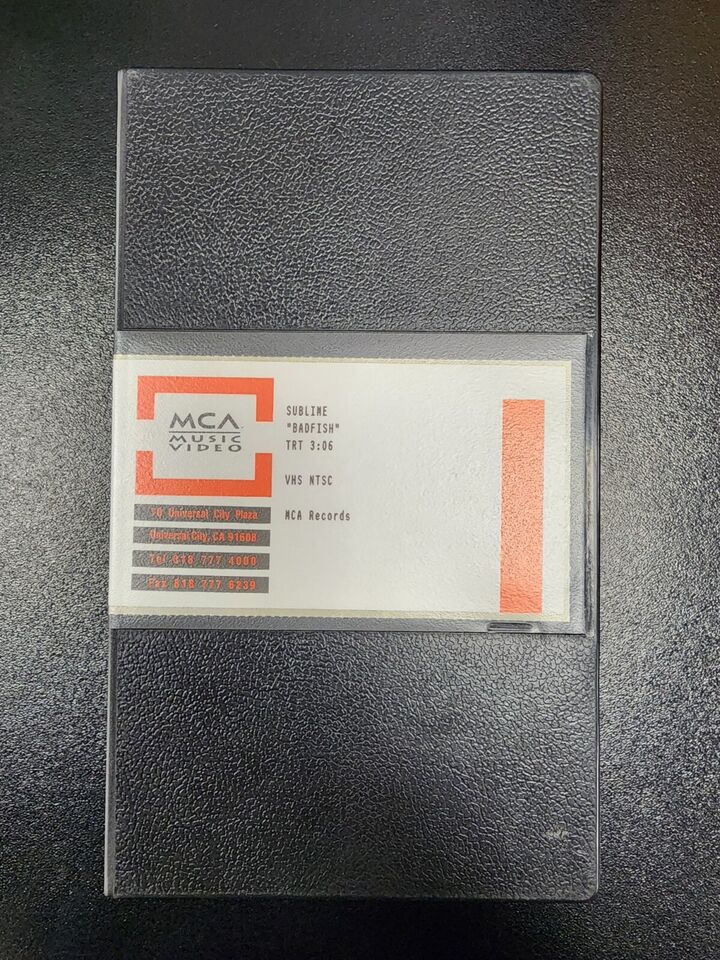 MCA
MUSIC
VIDEO
70 Universal City Plaza
Universal City, CA 91608
Tel 818 777 4000
Fax 818 777 6239
SUBLIME
"BADFISH"
TRT 3:06
VHS NTSC
MCA Records